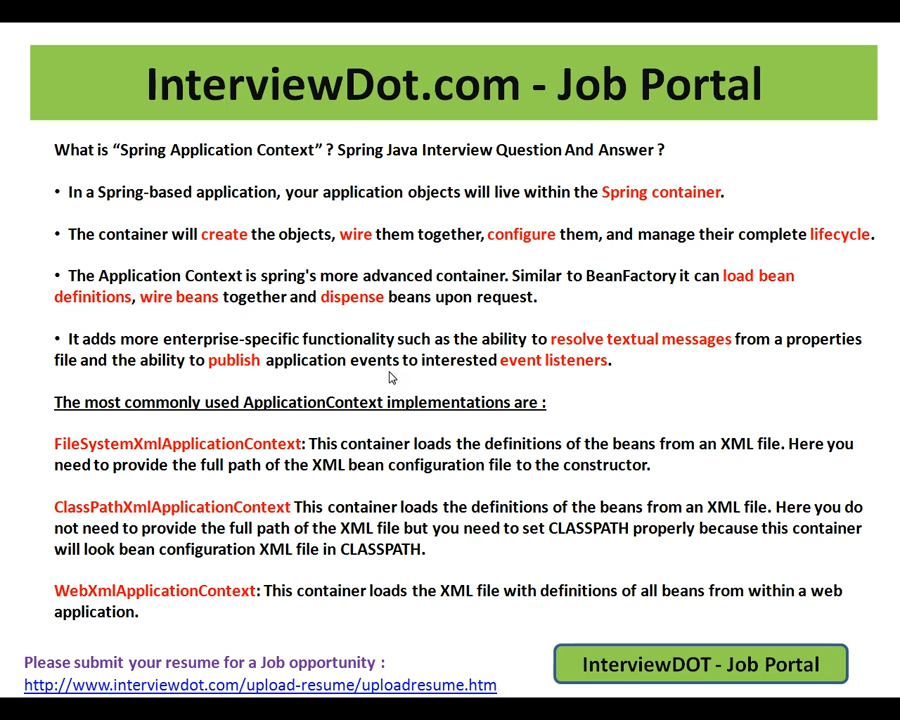 InterviewDot.com - Job Portal
What is “Spring Application Context” ? Spring Java Interview Question And Answer ?
• In a Spring-based application, your application objects will live within the Spring container.
• The container will create the objects, wire them together, configure them, and manage their complete lifecycle.
• The Application Context is spring's more advanced container. Similar to BeanFactory it can load bean
definitions, wire beans together and dispense beans upon request.
• It adds more enterprise-specific functionality such as the ability to resolve textual messages from a properties
file and the ability to publish application events to interested event listeners.
The most commonly used ApplicationContext implementations are :
FileSystemXmlApplicationContext: This container loads the definitions of the beans from an XML file. Here you
need to provide the full path of the XML bean configuration file to the constructor.
ClassPathXmlApplicationContext This container loads the definitions of the beans from an XML file. Here you do
not need to provide the full path of the XML file but you need to set CLASSPATH properly because this container
will look bean configuration XML file in CLASSPATH.
WebXmlApplicationContext: This container loads the XML file with definitions of all beans from within a web
application.
Please submit your resume for a Job opportunity :
http://www.interviewdot.com/upload-resume/uploadresume.htm
InterviewDOT - Job Portal